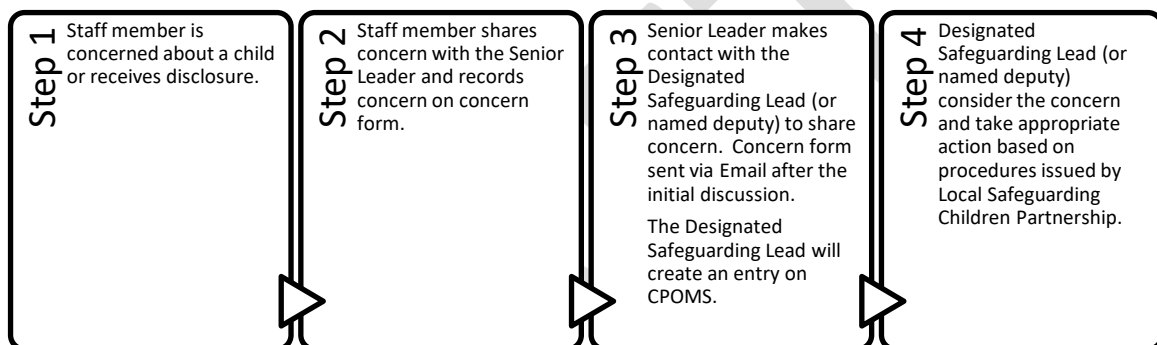 Step 1
Staff member is
concerned about a child
or receives disclosure.
Step 2
Staff member shares
concern with the Senior
Leader and records
concern on concern
form.
Step 3
Senior Leader makes
contact with the
Designated
Safeguarding Lead (or
named deputy) to share
concern. Concern form
sent via Email after the
initial discussion.
The Designated
Safeguarding Lead will
create an entry on
CPOMS.
Step 4
Designated
Safeguarding Lead (or
named deputy)
consider the concern
and take appropriate
action based on
procedures issued by
Local Safeguarding
Children Partnership.